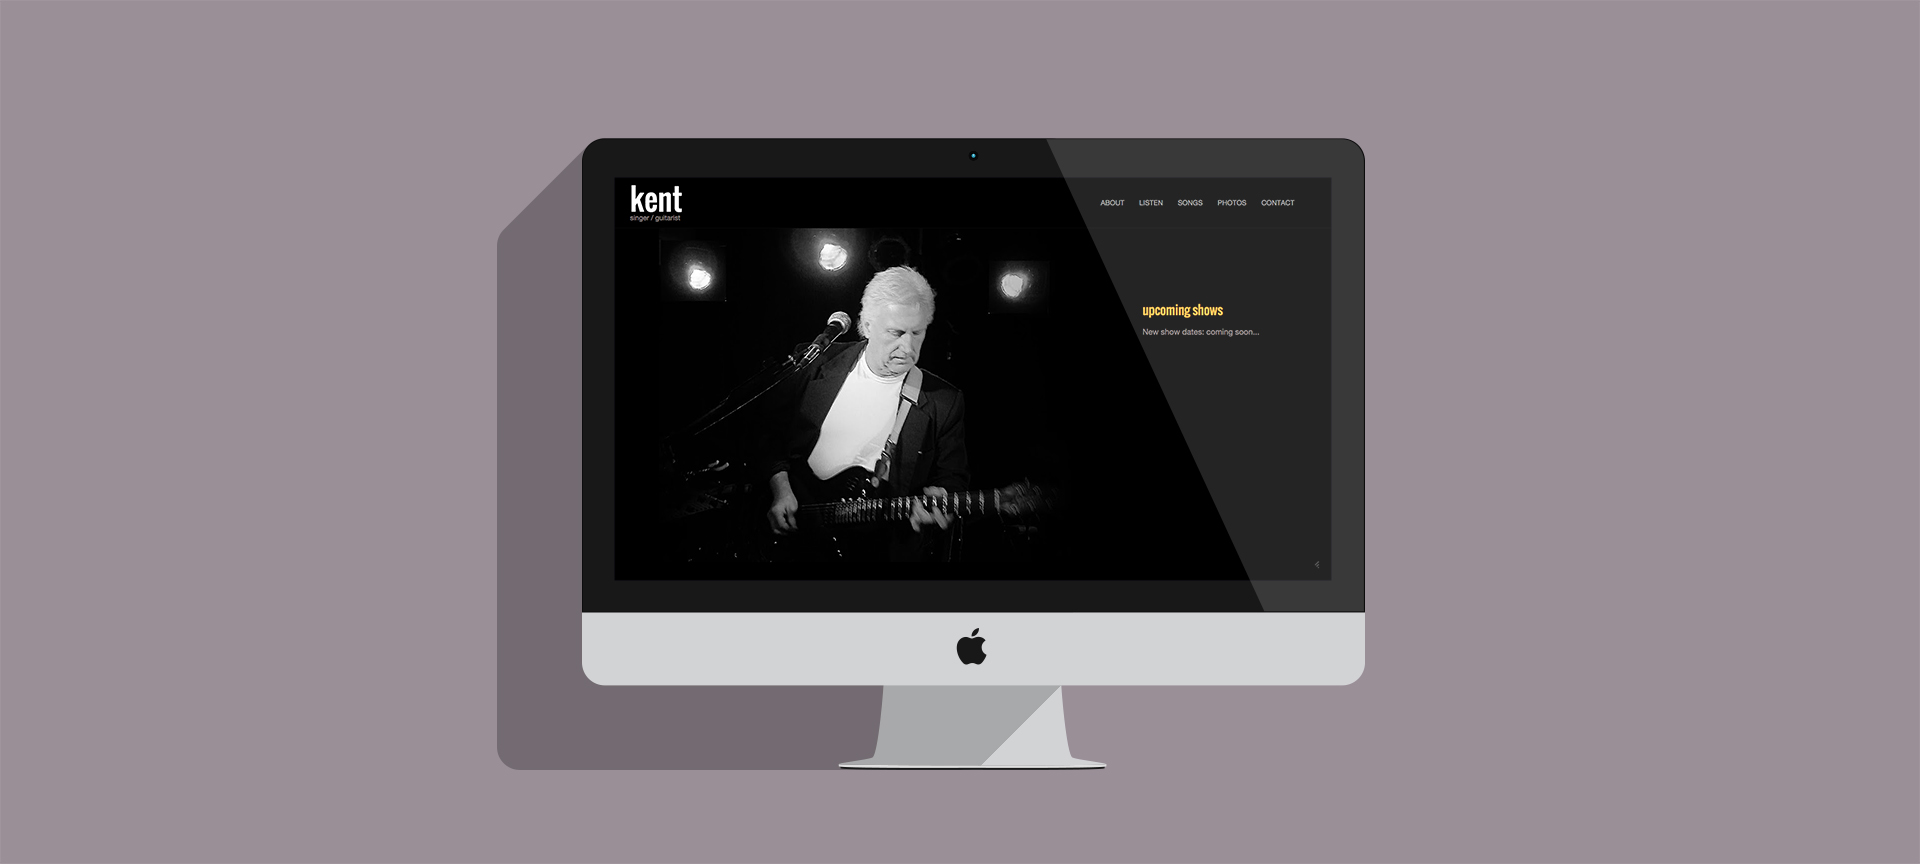 kent
singer / guitarist
ABOUT LISTEN SONGS PHOTOS CONTACT
upcoming shows
New show dates: coming soon...